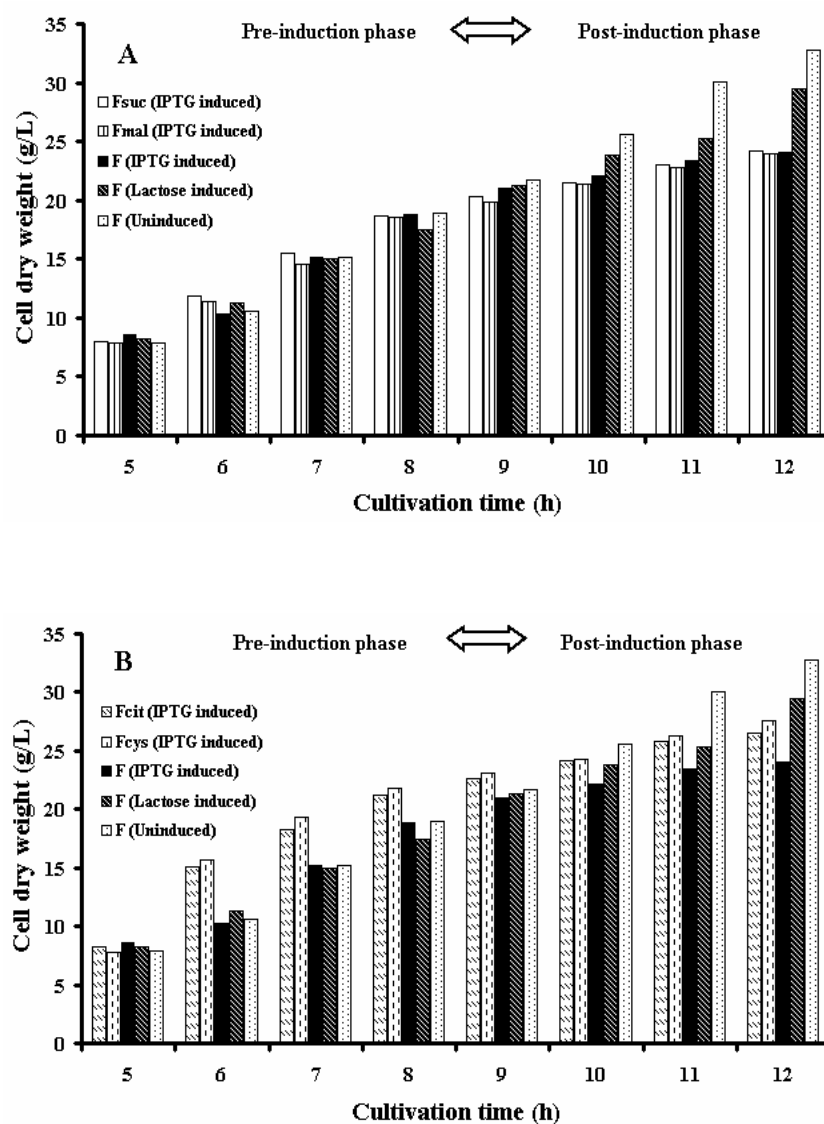 35
30
25
20
15
10
5
0
Cell dry weight (g/L)
Pre-induction phase
Post-induction phase
A
Fsuc (IPTG induced)
Fmal (IPTG induced)
F (IPTG induced)
F (Lactose induced)
F (Uninduced)
5 6 7 8 9 10 11 12
Cultivation time (h)
35
30
25
20
15
10
5
0
Cell dry weight (g/L)
Pre-induction phase
Post-induction phase
B
Fcit (IPTG induced)
Fcys (IPTG induced)
F (IPTG induced)
F (Lactose induced)
F (Uninduced)
5 6 7 8 9 10 11 12
Cultivation time (h)